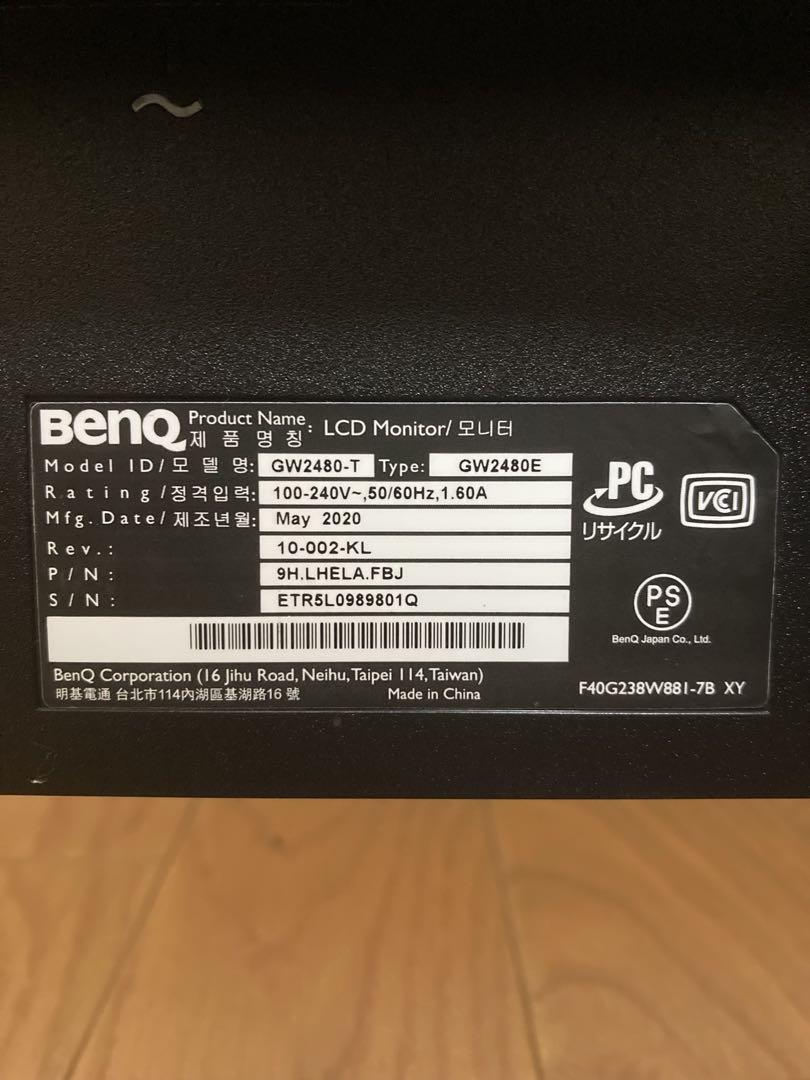 BenQ Product Name: LCD Monitor/ 모니터
제 품 명 칭
Model ID/모 델 명: GW2480-T Type: GW2480E
Rating/정격입력: 100-240V~,50/60Hz,1.60A
Mfg. Date/제조년월: May 2020
Rev.: 10-002-KL
P/N: 9H.LHELA.FBJ
S/N: ETR5L0989801Q
PC
リサイクル
VCCI
PS
E
BenQ Japan Co., Ltd.
BenQ Corporation (16 Jihu Road, Neihu,Taipei 114,Taiwan)
明基電通 台北市114內湖區基湖路16 號 Made in China
F40G238W881-7B XY